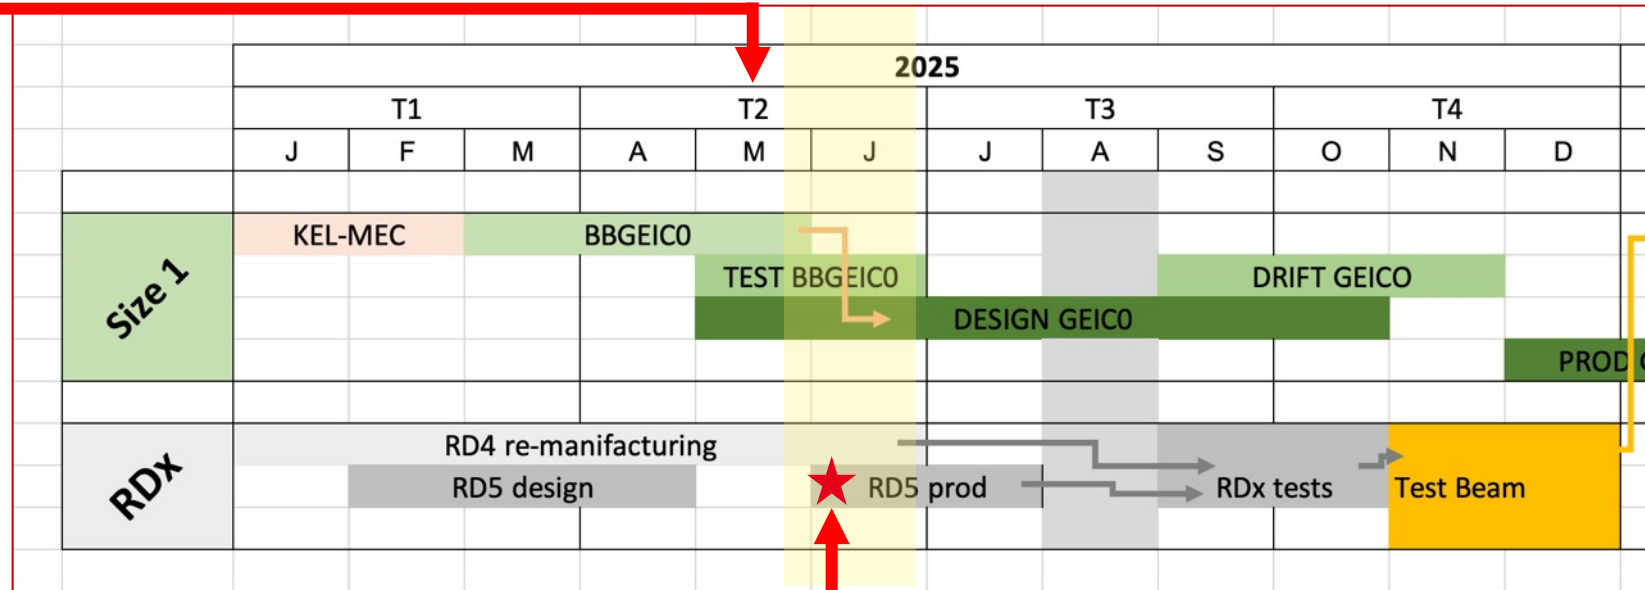 2025
T1 T2 T3 T4
J F M A M J J A S O N D
Size 1
KEL-MEC BBGEIC0
TEST BBGEIC0 DRIFT GEICO
DESIGN GEIC0
PROD
RDx
RD4 re-manifacturing
RD5 design RD5 prod RDx tests Test Beam